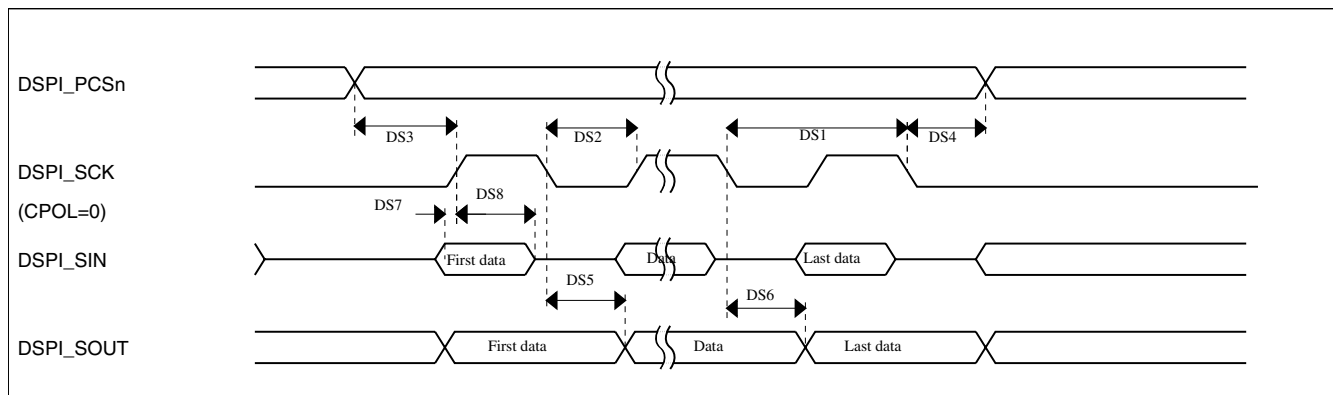 DSPI_PCSn
DS3
DS2
DS1
DS4
DSPI_SCK
(CPOL=0)
DS7
DS8
DSPI_SIN
First data
Data
Last data
DS5
DS6
DSPI_SOUT
First data
Data
Last data